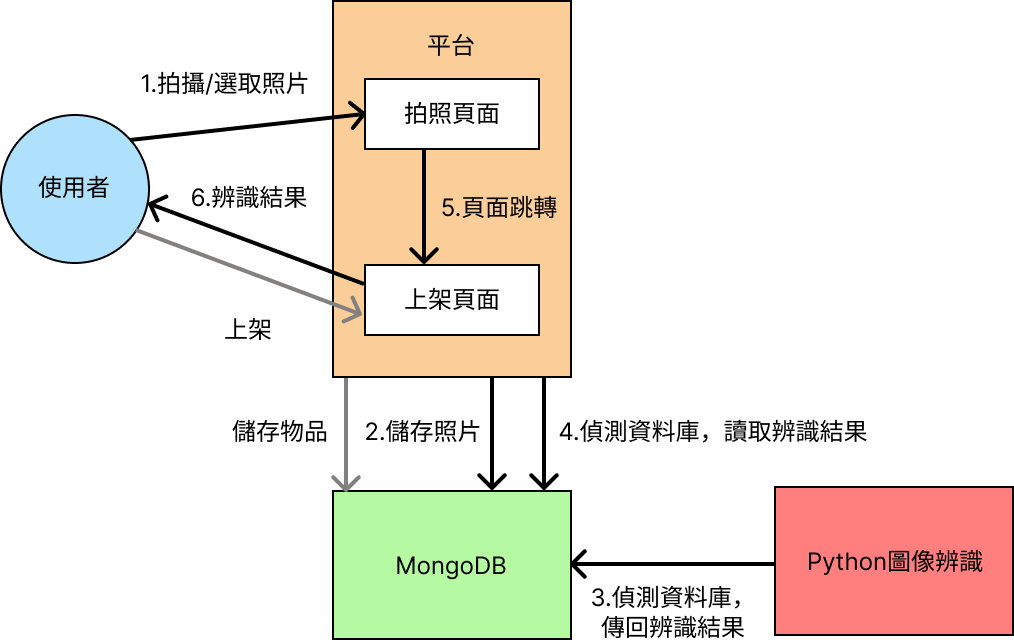 平台
1.拍攝/選取照片
拍照頁面
使用者
6.辨識結果
5.頁面跳轉
上架頁面
上架
儲存物品
2.儲存照片
4.偵測資料庫，讀取辨識結果
MongoDB
Python圖像辨識
3.偵測資料庫，
傳回辨識結果